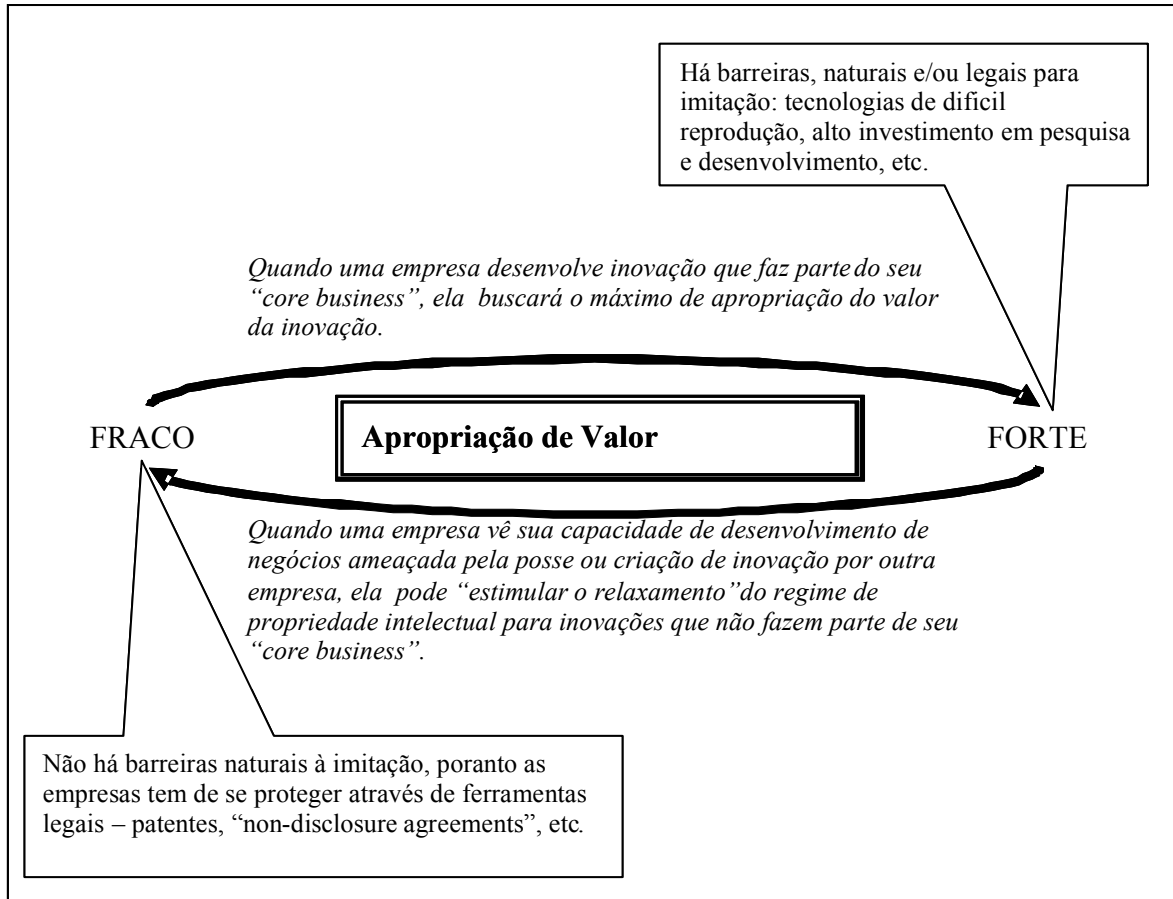 Há barreiras, naturais e/ou legais para
imitação: tecnologias de dificil
reprodução, alto investimento em pesquisa
e desenvolvimento, etc.
Quando uma empresa desenvolve inovação que faz parte do seu
“core business”, ela buscará o máximo de apropriação do valor
da inovação.
FRACO
Apropriação de Valor
FORTE
Quando uma empresa vê sua capacidade de desenvolvimento de
negócios ameaçada pela posse ou criação de inovação por outra
empresa, ela pode “estimular o relaxamento”do regime de
propriedade intelectual para inovações que não fazem parte de seu
“core business”.
Não há barreiras naturais à imitação, poranto as
empresas tem de se proteger através de ferramentas
legais – patentes, “non-disclosure agreements”, etc.